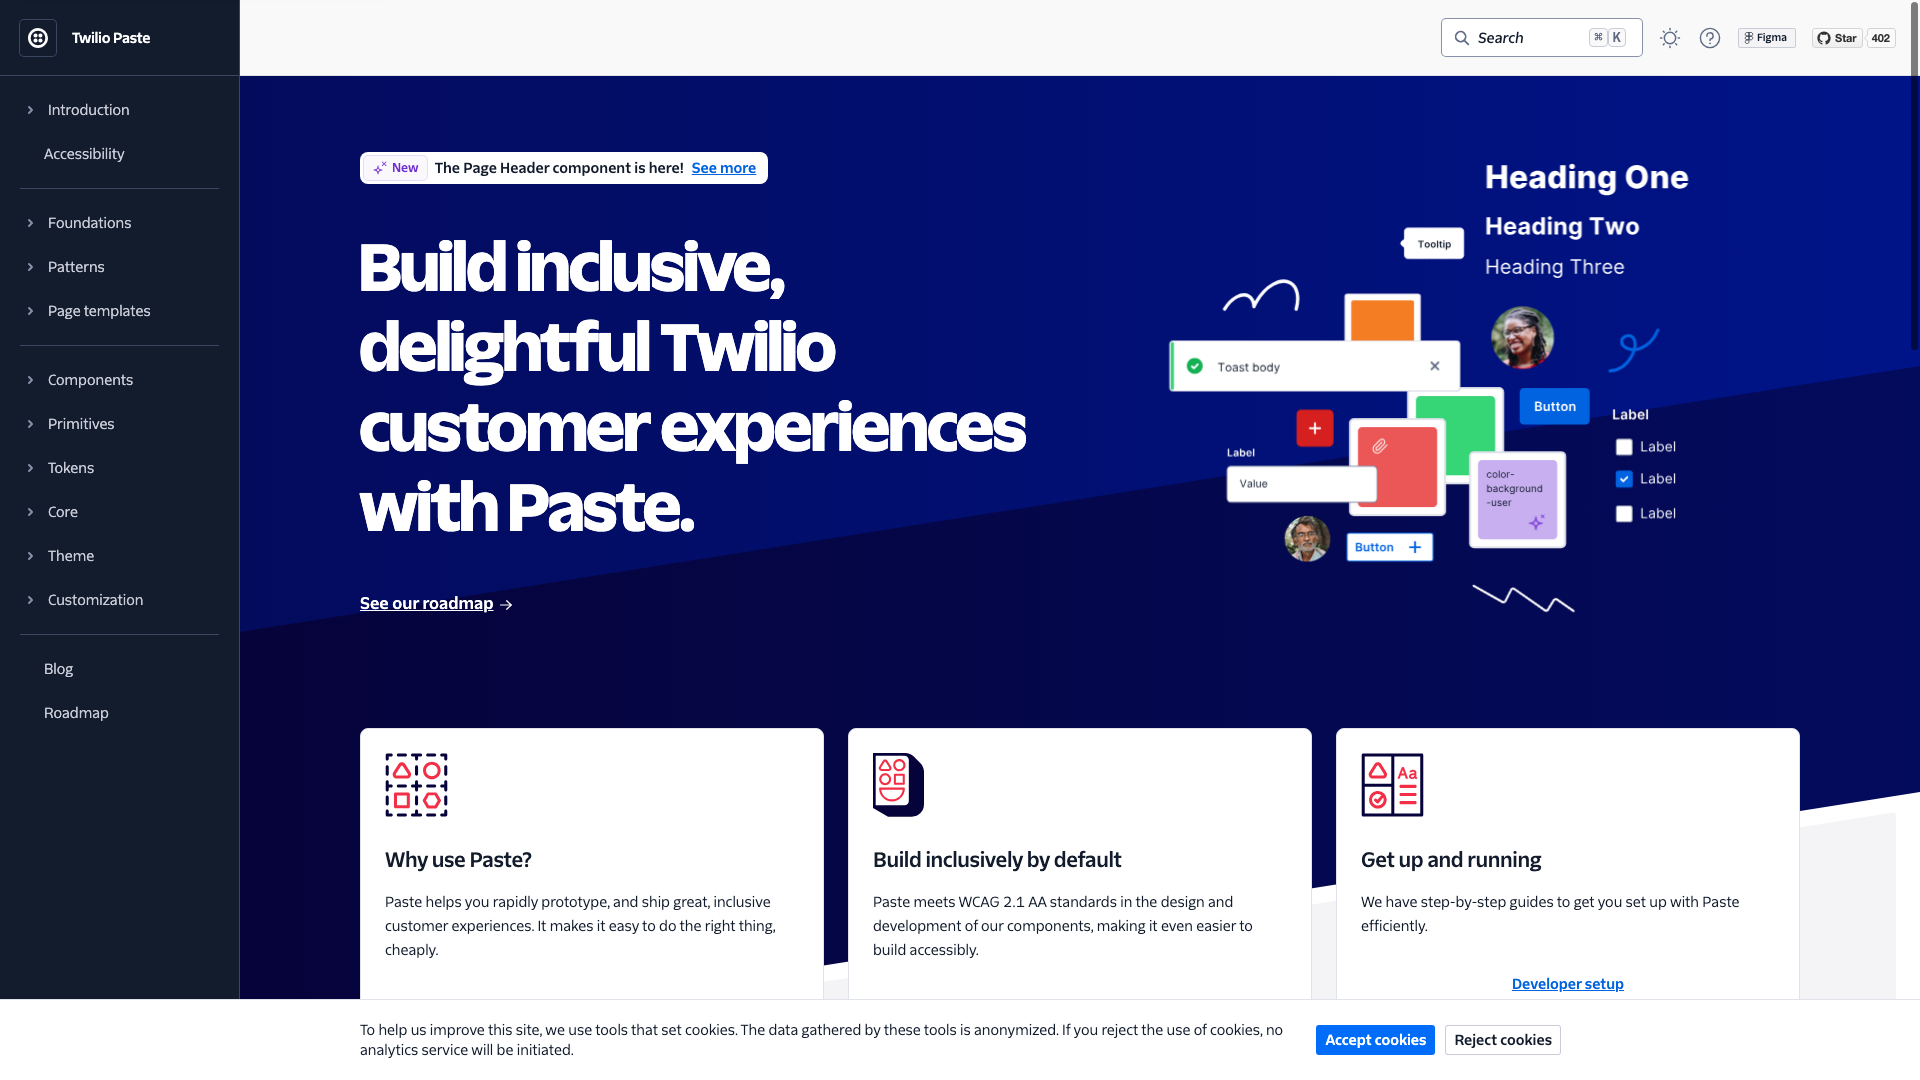 Twilio Paste
Search
⌘ K
Figma
Star
402
Introduction
Accessibility
Foundations
Patterns
Page templates
Components
Primitives
Tokens
Core
Theme
Customization
Blog
Roadmap
New The Page Header component is here! See more
Build inclusive,
delightful Twilio
customer experiences
with Paste.
See our roadmap →
Heading One
Heading Two
Heading Three
Tooltip
Toast body
Button
Label
Label
Label
Label
Label
Value
color-
background
-user
Button +
Why use Paste?
Paste helps you rapidly prototype, and ship great, inclusive
customer experiences. It makes it easy to do the right thing,
cheaply.
Build inclusively by default
Paste meets WCAG 2.1 AA standards in the design and
development of our components, making it even easier to
build accessibly.
Aa
Get up and running
We have step-by-step guides to get you set up with Paste
efficiently.
Developer setup
To help us improve this site, we use tools that set cookies. The data gathered by these tools is anonymized. If you reject the use of cookies, no
analytics service will be initiated.
Accept cookies
Reject cookies